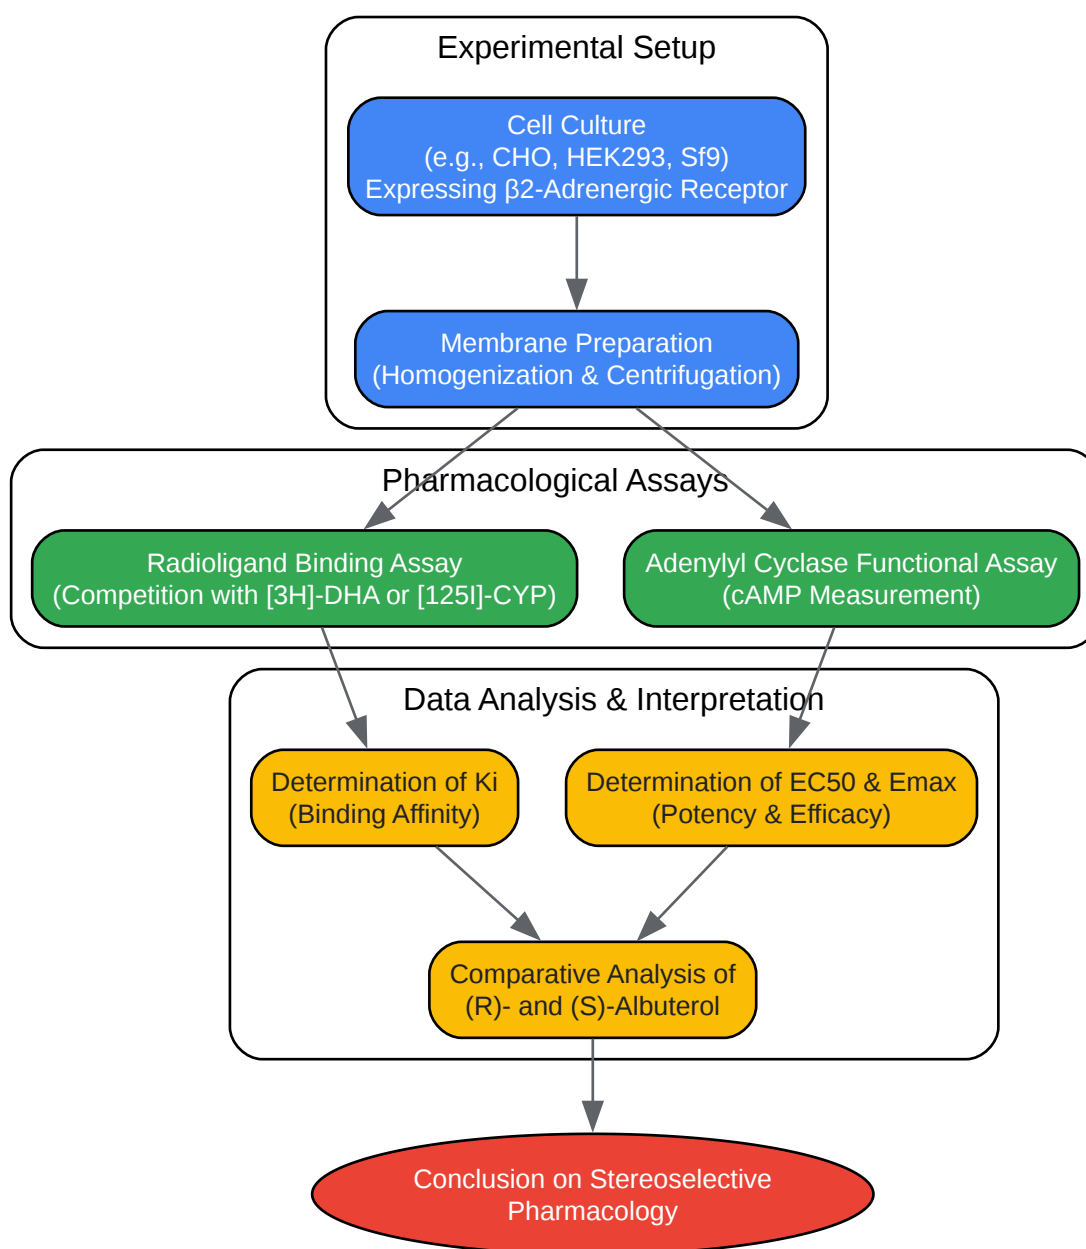 Experimental Setup
Cell Culture
(e.g., CHO, HEK293, Sf9)
Expressing β2-Adrenergic Receptor
Membrane Preparation
(Homogenization & Centrifugation)
Pharmacological Assays
Radioligand Binding Assay
(Competition with [3H]-DHA or [125I]-CYP)
Adenylyl Cyclase Functional Assay
(cAMP Measurement)
Data Analysis & Interpretation
Determination of Ki
(Binding Affinity)
Determination of EC50 & Emax
(Potency & Efficacy)
Comparative Analysis of
(R)- and (S)-Albuterol
Conclusion on Stereoselective
Pharmacology